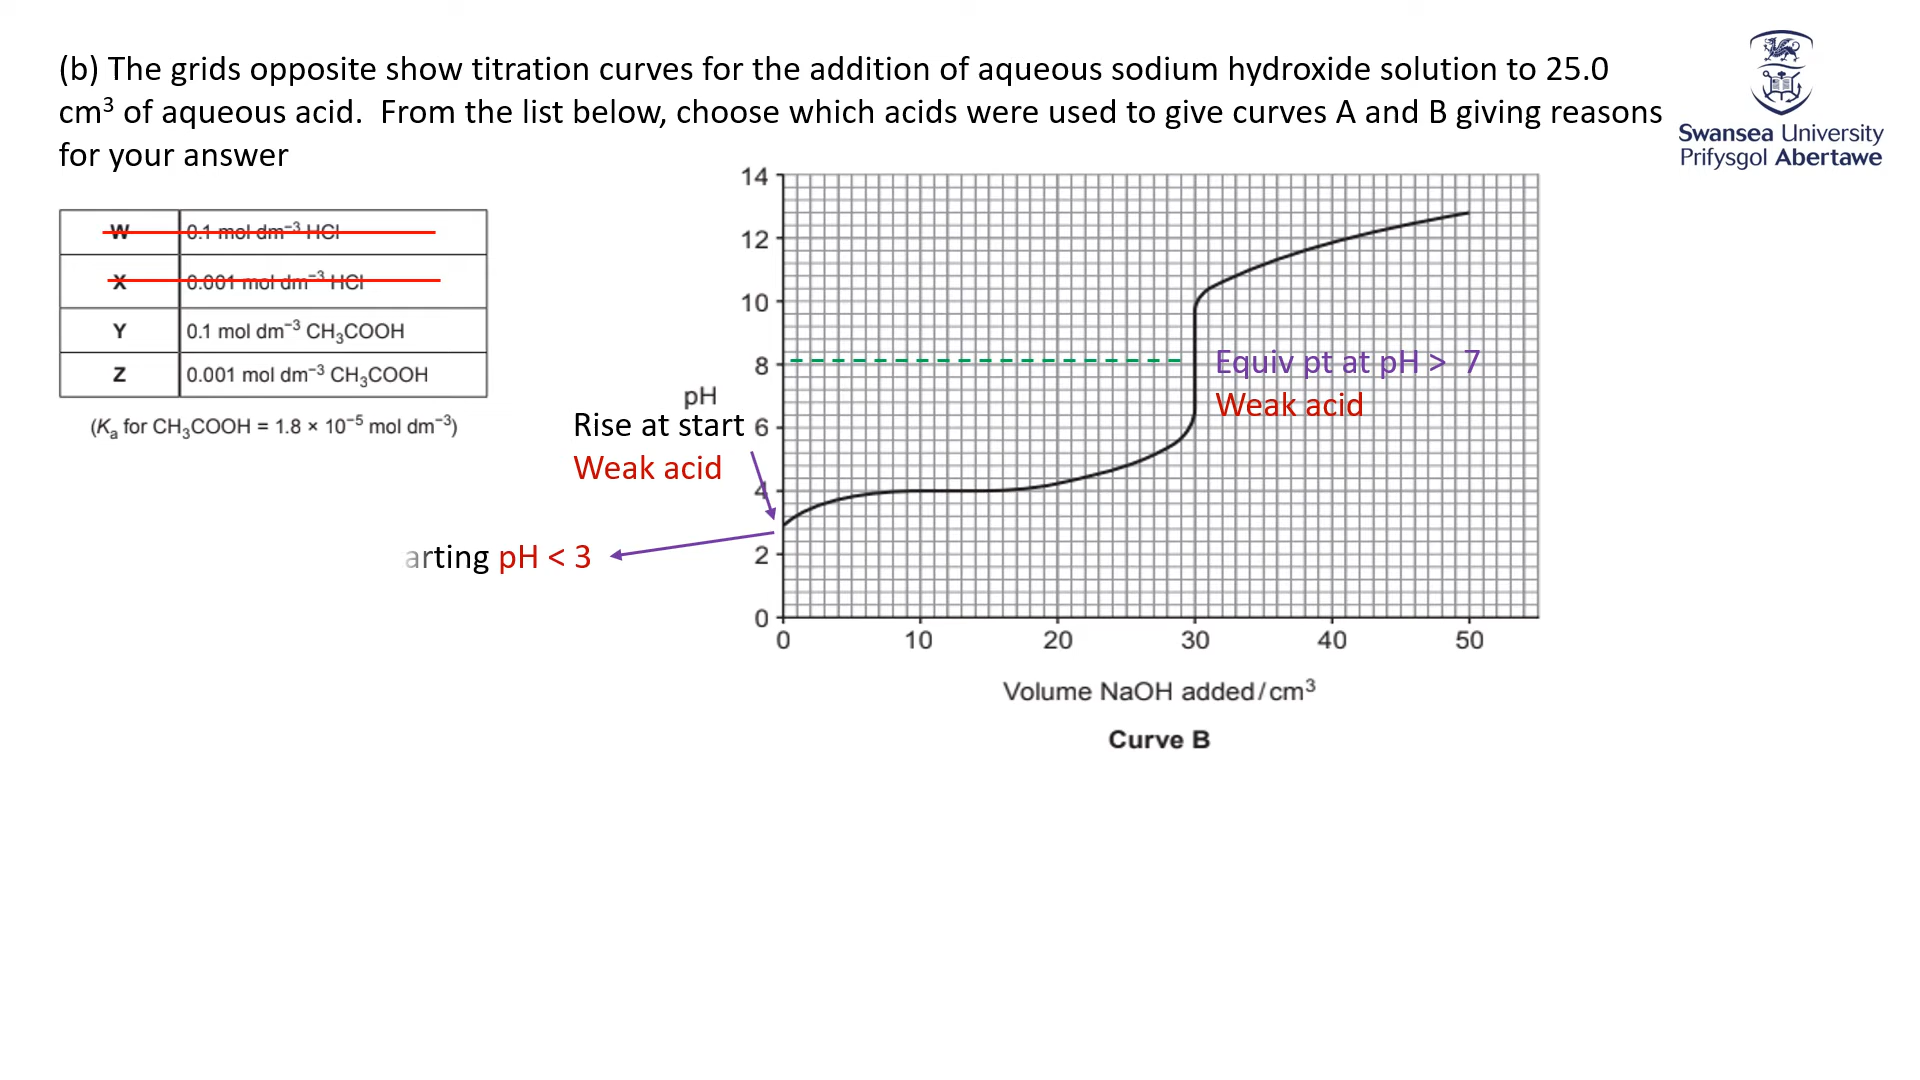 (b) The grids opposite show titration curves for the addition of aqueous sodium hydroxide solution to 25.0
cm³ of aqueous acid.  From the list below, choose which acids were used to give curves A and B giving reasons
for your answer
Swansea University
Prifysgol Abertawe
W 0.1 mol dm⁻³ HCl
X 0.001 mol dm⁻³ HCl
Y 0.1 mol dm⁻³ CH₃COOH
Z 0.001 mol dm⁻³ CH₃COOH
(Kₐ for CH₃COOH = 1.8 × 10⁻⁵ mol dm⁻³)
14
12
10
8
6
4
2
0
pH
Rise at start
Weak acid
arting pH < 3
Equiv pt at pH > 7
Weak acid
0 10 20 30 40 50
Volume NaOH added/cm³
Curve B